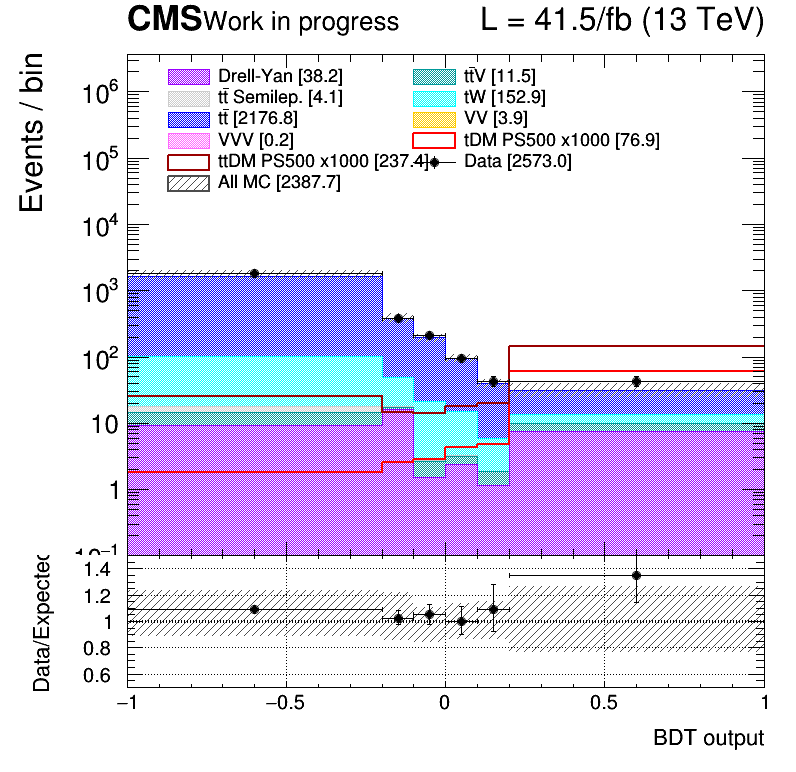 CMS Work in progress L = 41.5/fb (13 TeV)
Events / bin
Drell-Yan [38.2] tt̄V [11.5]
tt̄ Semilep. [4.1] tW [152.9]
tt̄ [2176.8] VV [3.9]
VVV [0.2] tDM PS500 x1000 [76.9]
ttDM PS500 x1000 [237.4] Data [2573.0]
All MC [2387.7]
10⁶
10⁵
10⁴
10³
10²
10
1
10⁻¹
Data/Expected
1.4
1.2
1
0.8
0.6
−1 −0.5 0 0.5 1
BDT output